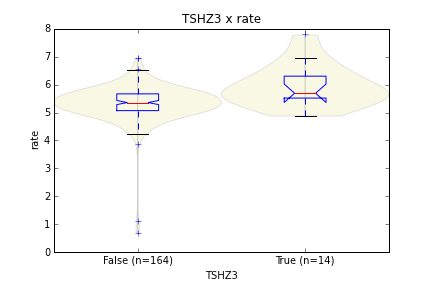 TSHZ3 x rate
8
7
6
5
4
3
2
1
0
rate
False (n=164) True (n=14)
TSHZ3